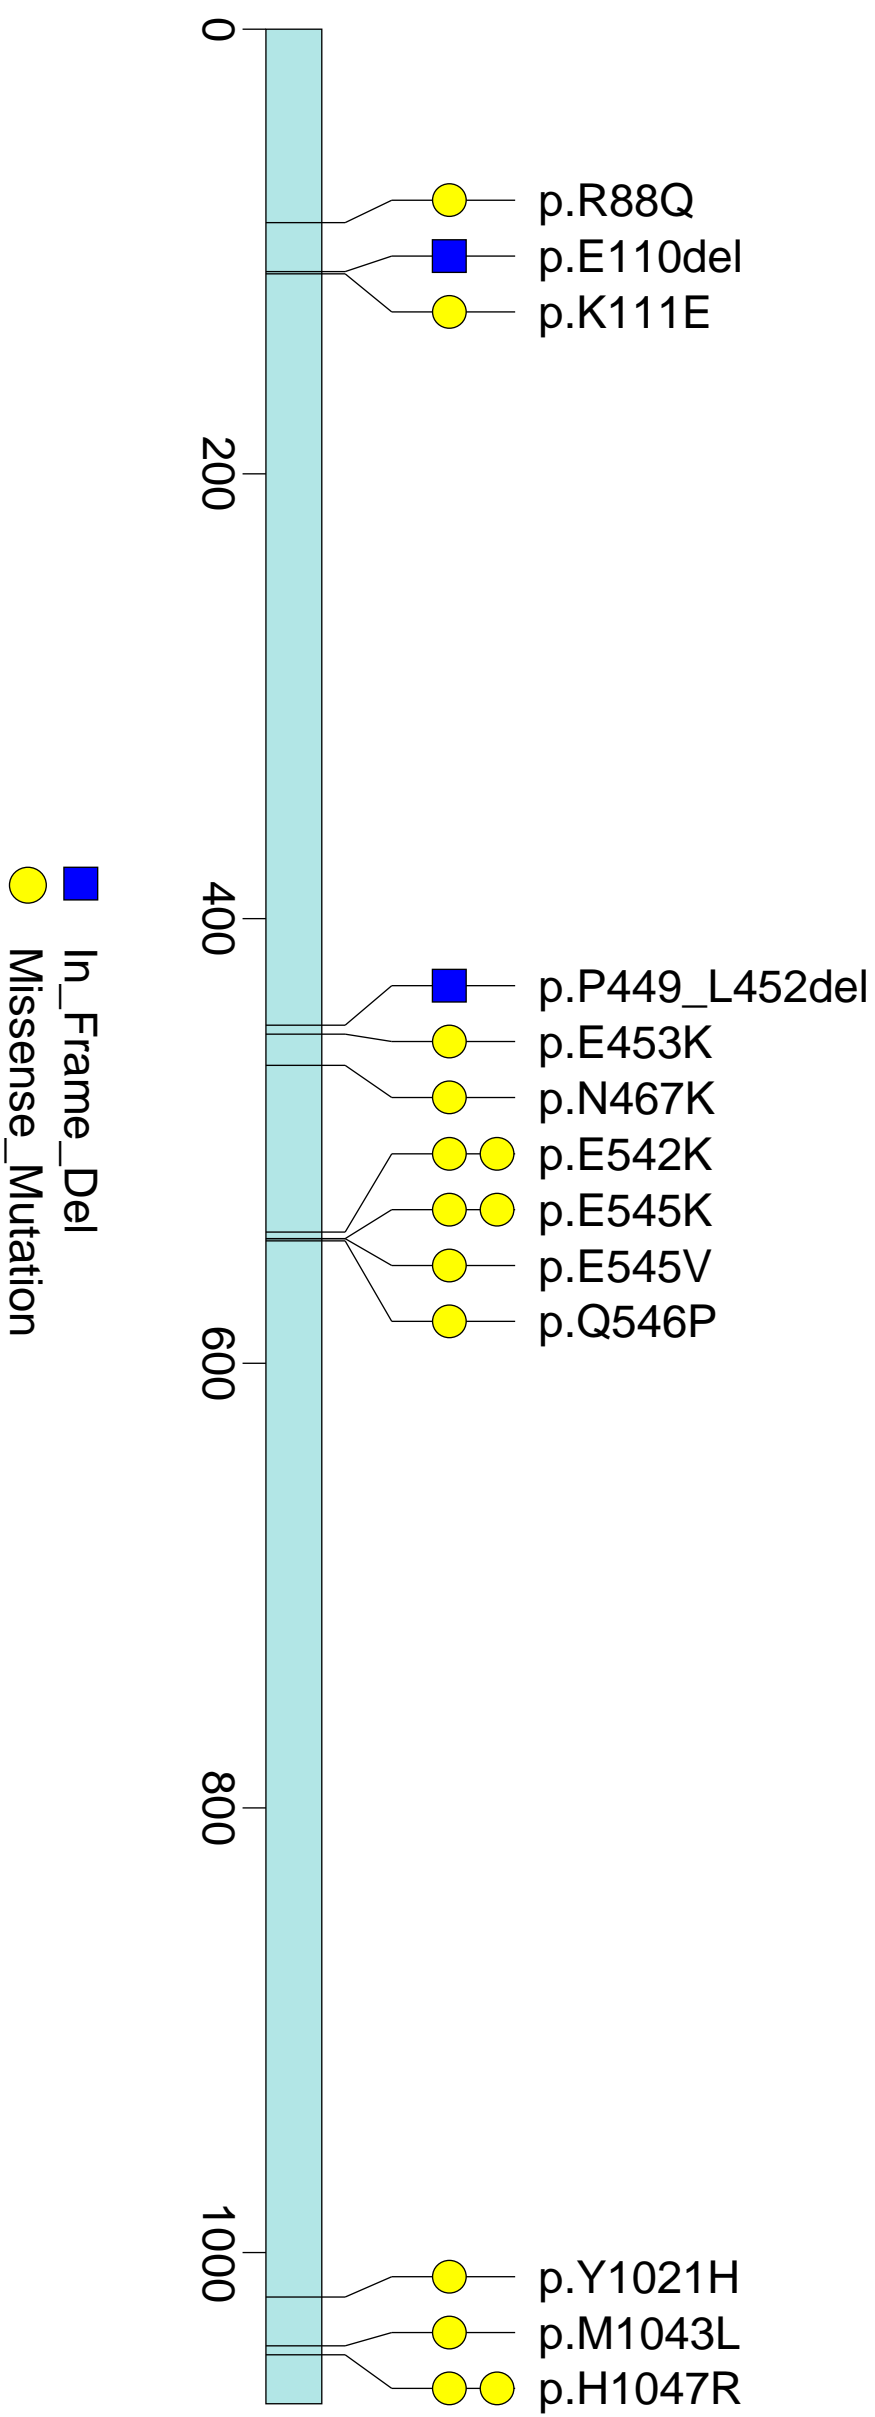 p.R88Q
p.E110del
p.K111E
p.P449_L452del
p.E453K
p.N467K
p.E542K
p.E545K
p.E545V
p.Q546P
p.Y1021H
p.M1043L
p.H1047R
0
200
400
600
800
1000
In_Frame_Del
Missense_Mutation